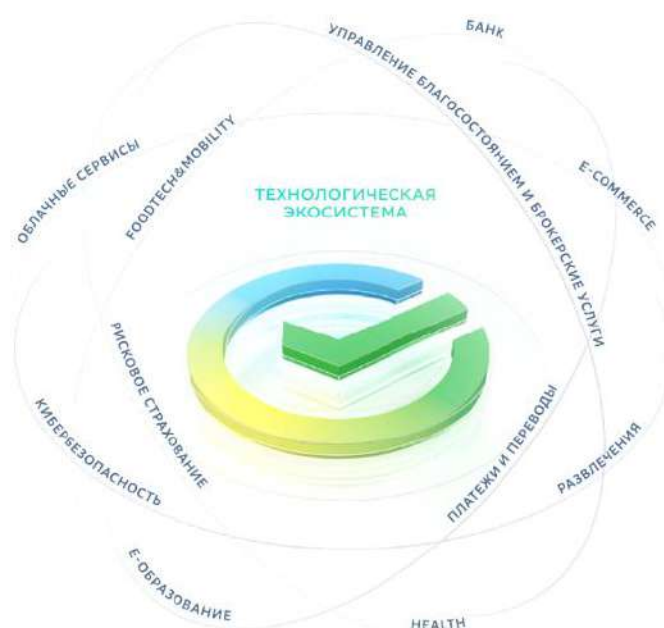 БАНК
УПРАВЛЕНИЕ БЛАГОСОСТОЯНИЕМ И БРОКЕРСКИЕ УСЛУГИ
FOODTECH&MOBILITY
ОБЛАЧНЫЕ СЕРВИСЫ
E-COMMERCE
ТЕХНОЛОГИЧЕСКАЯ
ЭКОСИСТЕМА
РИСКОВОЕ СТРАХОВАНИЕ
КИБЕРБЕЗОПАСНОСТЬ
ПЛАТЕЖИ И ПЕРЕВОДЫ
РАЗВЛЕЧЕНИЯ
Е-ОБРАЗОВАНИЕ
HEALTH